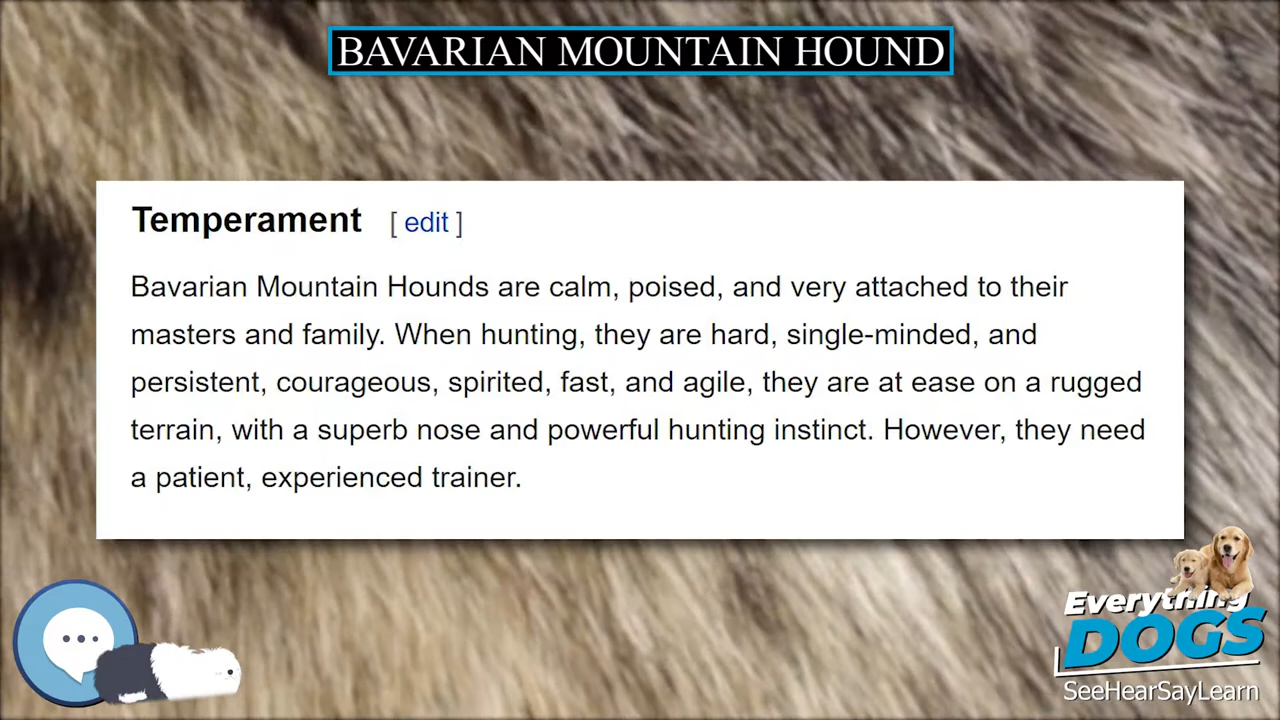 BAVARIAN MOUNTAIN HOUND
Temperament [ edit ]
Bavarian Mountain Hounds are calm, poised, and very attached to their
masters and family. When hunting, they are hard, single-minded, and
persistent, courageous, spirited, fast, and agile, they are at ease on a rugged
terrain, with a superb nose and powerful hunting instinct. However, they need
a patient, experienced trainer.
Everything
DOGS
SeeHearSayLearn